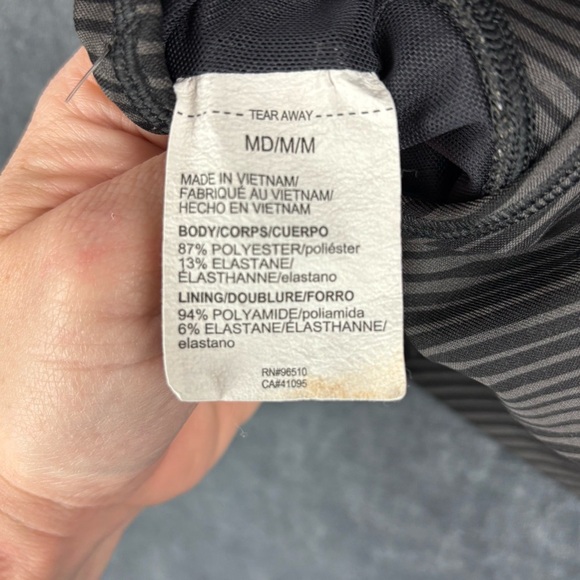 TEAR AWAY
MD/M/M
MADE IN VIETNAM/
FABRIQUÉ AU VIETNAM/
HECHO EN VIETNAM
BODY/CORPS/CUERPO
87% POLYESTER/poliéster
13% ELASTANE/
ÉLASTHANNE/elastano
LINING/DOUBLURE/FORRO
94% POLYAMIDE/poliamida
6% ELASTANE/ÉLASTHANNE/
elastano
RN#96510
CA#41095